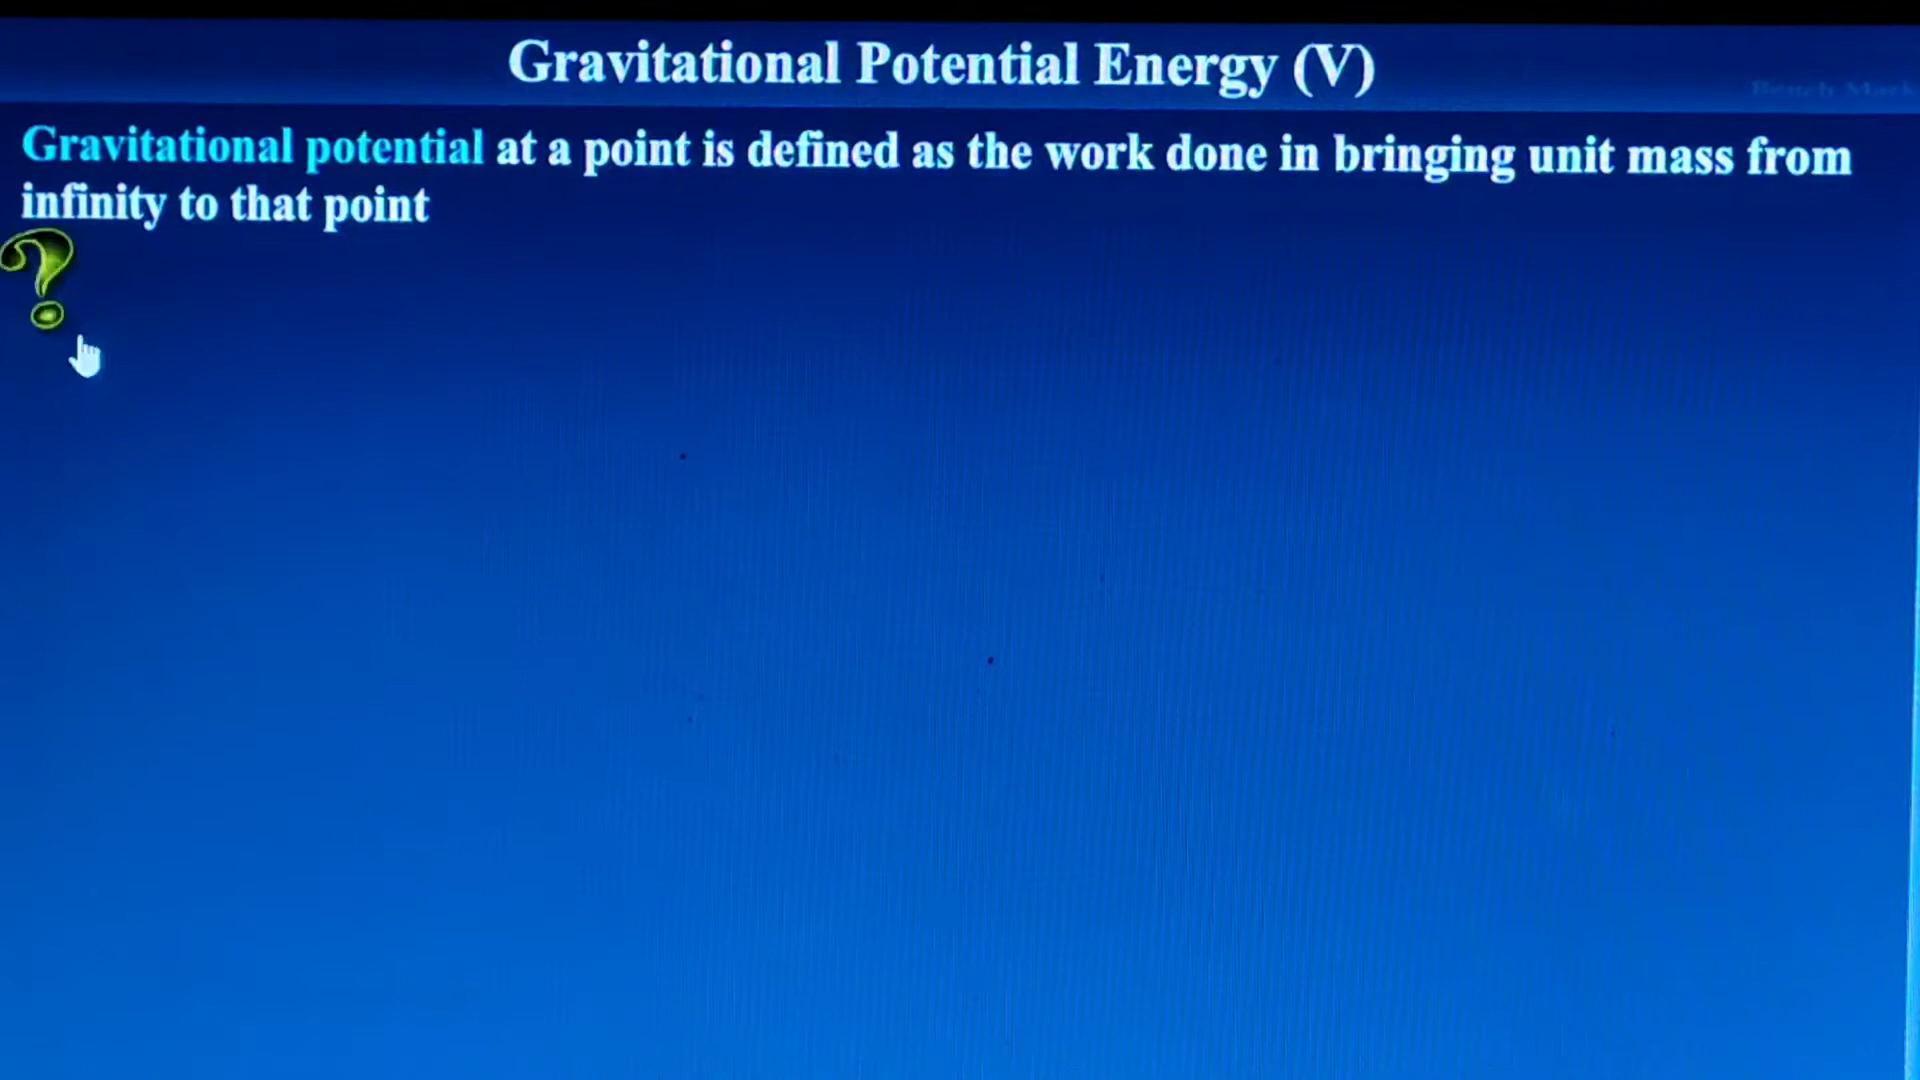 Gravitational Potential Energy (V)
Gravitational potential at a point is defined as the work done in bringing unit mass from
infinity to that point
?